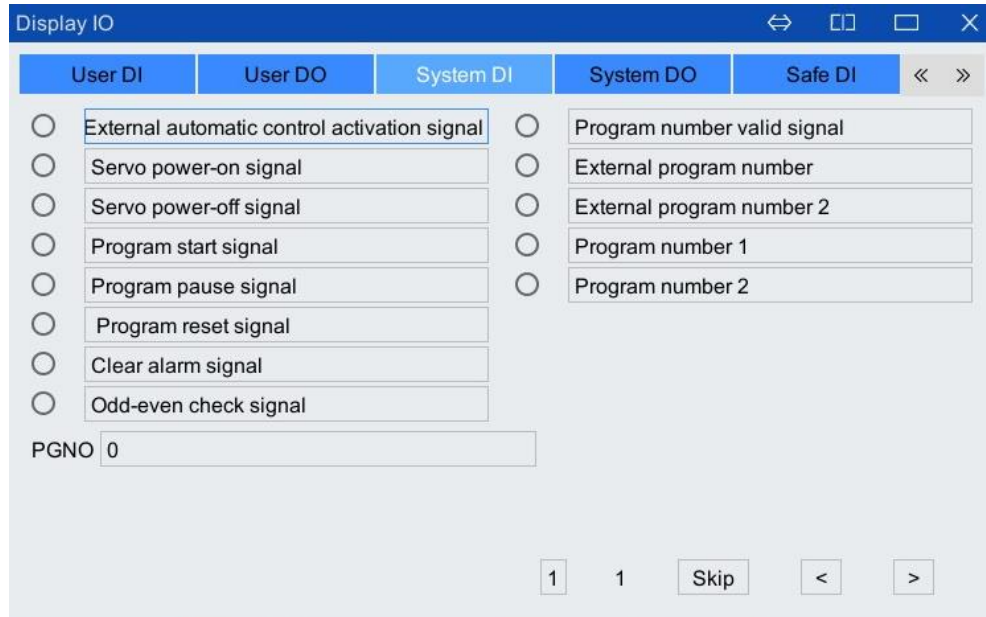 Display IO
User DI User DO System DI System DO Safe DI « »
External automatic control activation signal
Servo power-on signal
Servo power-off signal
Program start signal
Program pause signal
Program reset signal
Clear alarm signal
Odd-even check signal
Program number valid signal
External program number
External program number 2
Program number 1
Program number 2
PGNO 0
1 1 Skip < >